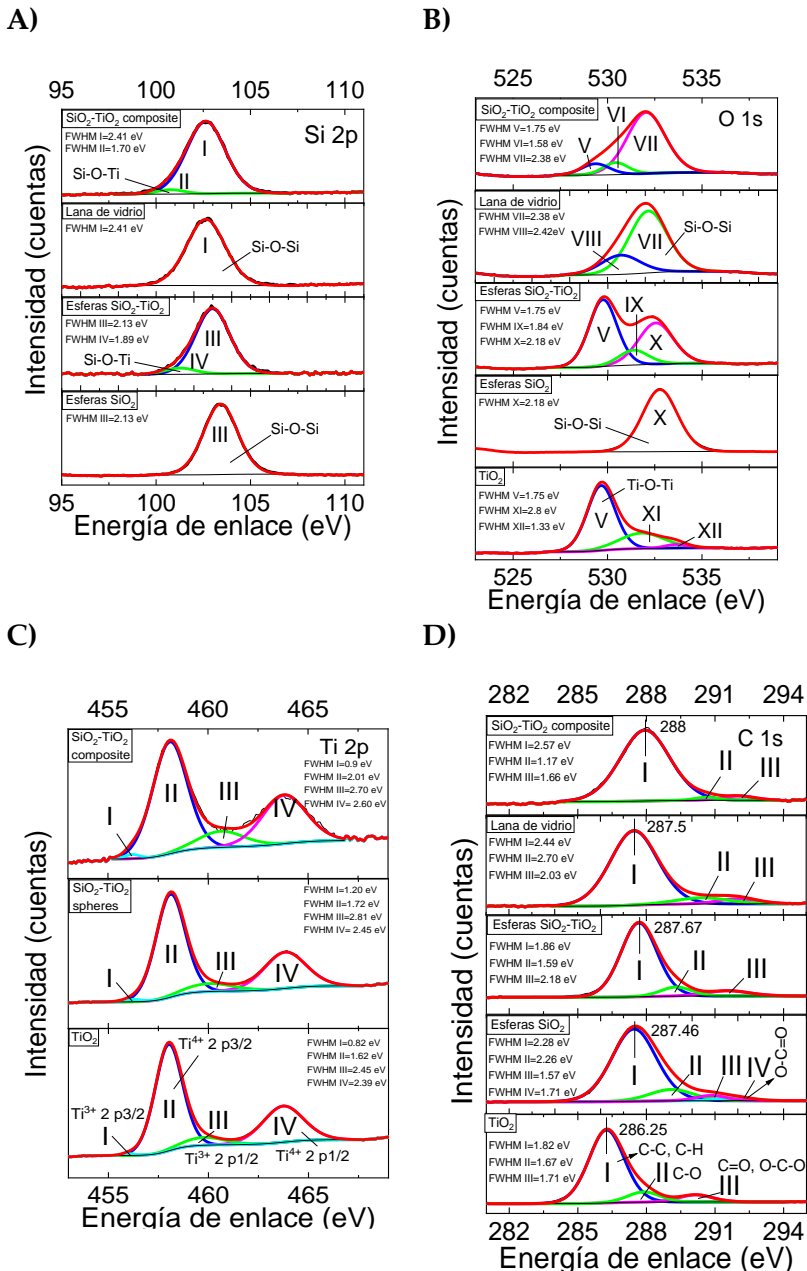 A)
95 100 105 110
Intensidad (cuentas)
SiO2-TiO2 composite
FWHM I=2.41 eV
FWHM II=1.70 eV
Si 2p
I
Si-O-Ti
II
Lana de vidrio
FWHM I=2.41 eV
I
Si-O-Si
Esferas SiO2-TiO2
FWHM III=2.13 eV
FWHM IV=1.89 eV
III
Si-O-Ti
IV
Esferas SiO2
FWHM III=2.13 eV
III
Si-O-Si
95 100 105 110
Energía de enlace (eV)
B)
525 530 535
Intensidad (cuentas)
SiO2-TiO2 composite
FWHM V=1.75 eV
FWHM VI=1.58 eV
FWHM VII=2.38 eV
O 1s
VI
V
VII
Lana de vidrio
FWHM VII=2.38 eV
FWHM VIII=2.42eV
VIII
VII
Si-O-Si
Esferas SiO2-TiO2
FWHM V=1.75 eV
FWHM IX=1.84 eV
FWHM X=2.18 eV
IX
V
X
Esferas SiO2
FWHM X=2.18 eV
Si-O-Si
X
TiO2
FWHM V=1.75 eV
FWHM XI=2.8 eV
FWHM XII=1.33 eV
Ti-O-Ti
V
XI
XII
525 530 535
Energía de enlace (eV)
C)
455 460 465
Intensidad (cuentas)
SiO2-TiO2
composite
Ti 2p
FWHM I=0.9 eV
FWHM II=2.01 eV
FWHM III=2.70 eV
FWHM IV= 2.60 eV
I
II
III
IV
SiO2-TiO2
spheres
FWHM I=1.20 eV
FWHM II=1.72 eV
FWHM III=2.81 eV
FWHM IV= 2.45 eV
I
II
III
IV
TiO2
Ti4+ 2 p3/2
FWHM I=0.82 eV
FWHM II=1.62 eV
FWHM III=2.45 eV
FWHM IV=2.39 eV
Ti3+ 2 p3/2
I
II
III
IV
Ti3+ 2 p1/2
Ti4+ 2 p1/2
455 460 465
Energía de enlace (eV)
D)
282 285 288 291 294
Intensidad (cuentas)
SiO2-TiO2 composite
FWHM I=2.57 eV
FWHM II=1.17 eV
FWHM III=1.66 eV
288
C 1s
I
II
III
Lana de vidrio
FWHM I=2.44 eV
FWHM II=2.70 eV
FWHM III=2.03 eV
287.5
I
II
III
Esferas SiO2-TiO2
FWHM I=1.86 eV
FWHM II=1.59 eV
FWHM III=2.18 eV
287.67
I
II
III
Esferas SiO2
FWHM I=2.28 eV
FWHM II=2.26 eV
FWHM III=1.57 eV
FWHM IV=1.71 eV
287.46
I
II
III
IV
O-C=O
TiO2
FWHM I=1.82 eV
FWHM II=1.67 eV
FWHM III=1.71 eV
286.25
C-C, C-H
I
II C-O
C=O, O-C-O
III
282 285 288 291 294
Energía de enlace (eV)